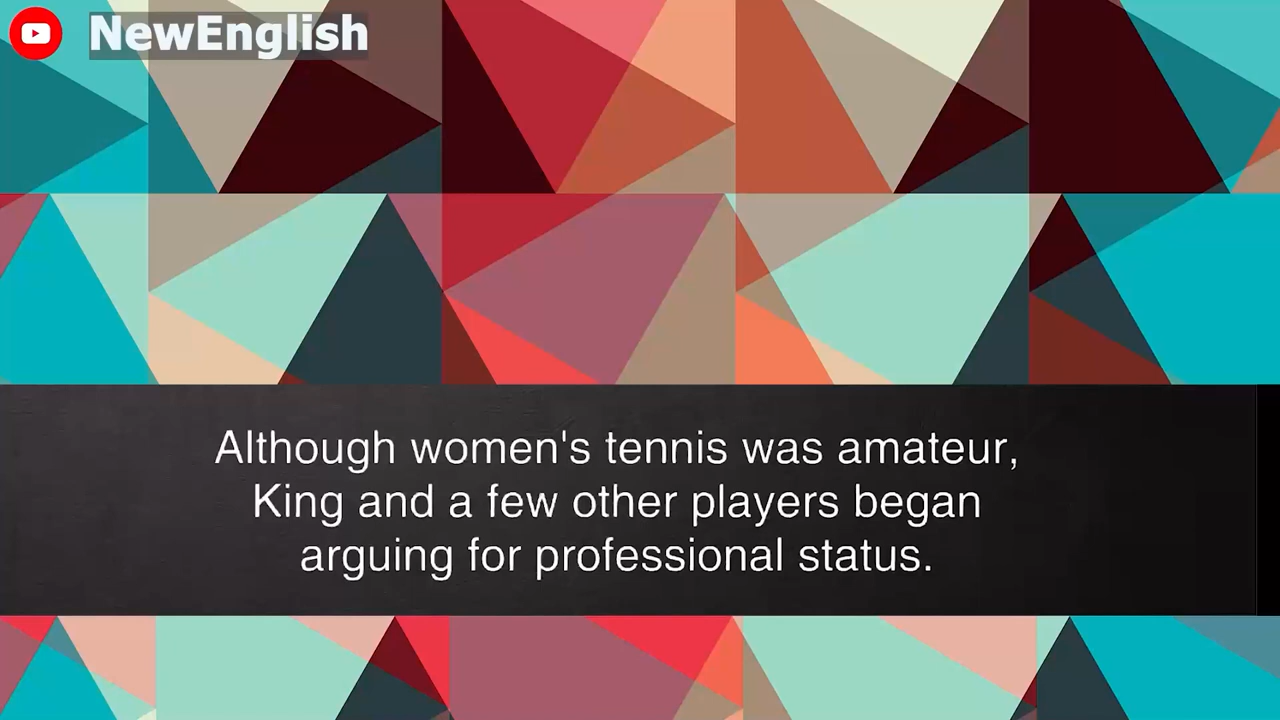 NewEnglish
Although women's tennis was amateur,
King and a few other players began
arguing for professional status.